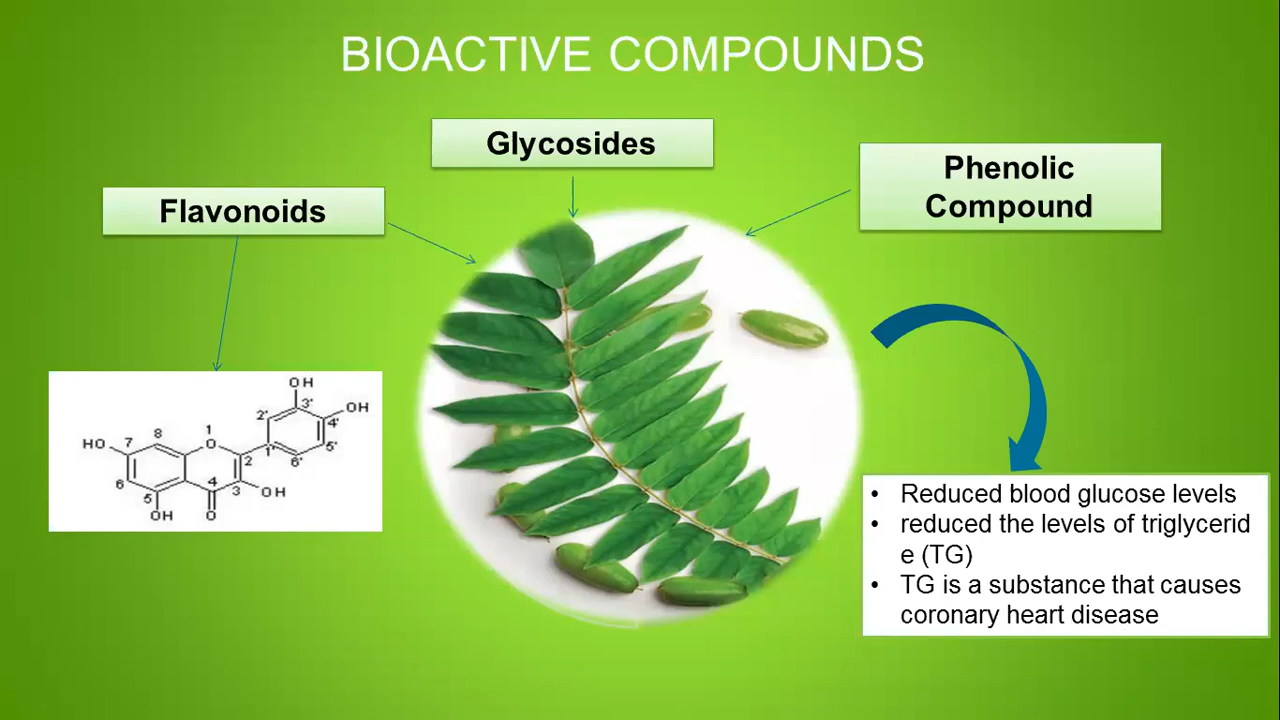 BIOACTIVE COMPOUNDS
Glycosides
Phenolic
Compound
Flavonoids
OH
3'
OH
2'
4'
HO
7
8
1
O
1'
5'
2
6'
6
5
4
3
OH
OH
O
• Reduced blood glucose levels
• reduced the levels of triglycerid
e (TG)
• TG is a substance that causes
coronary heart disease